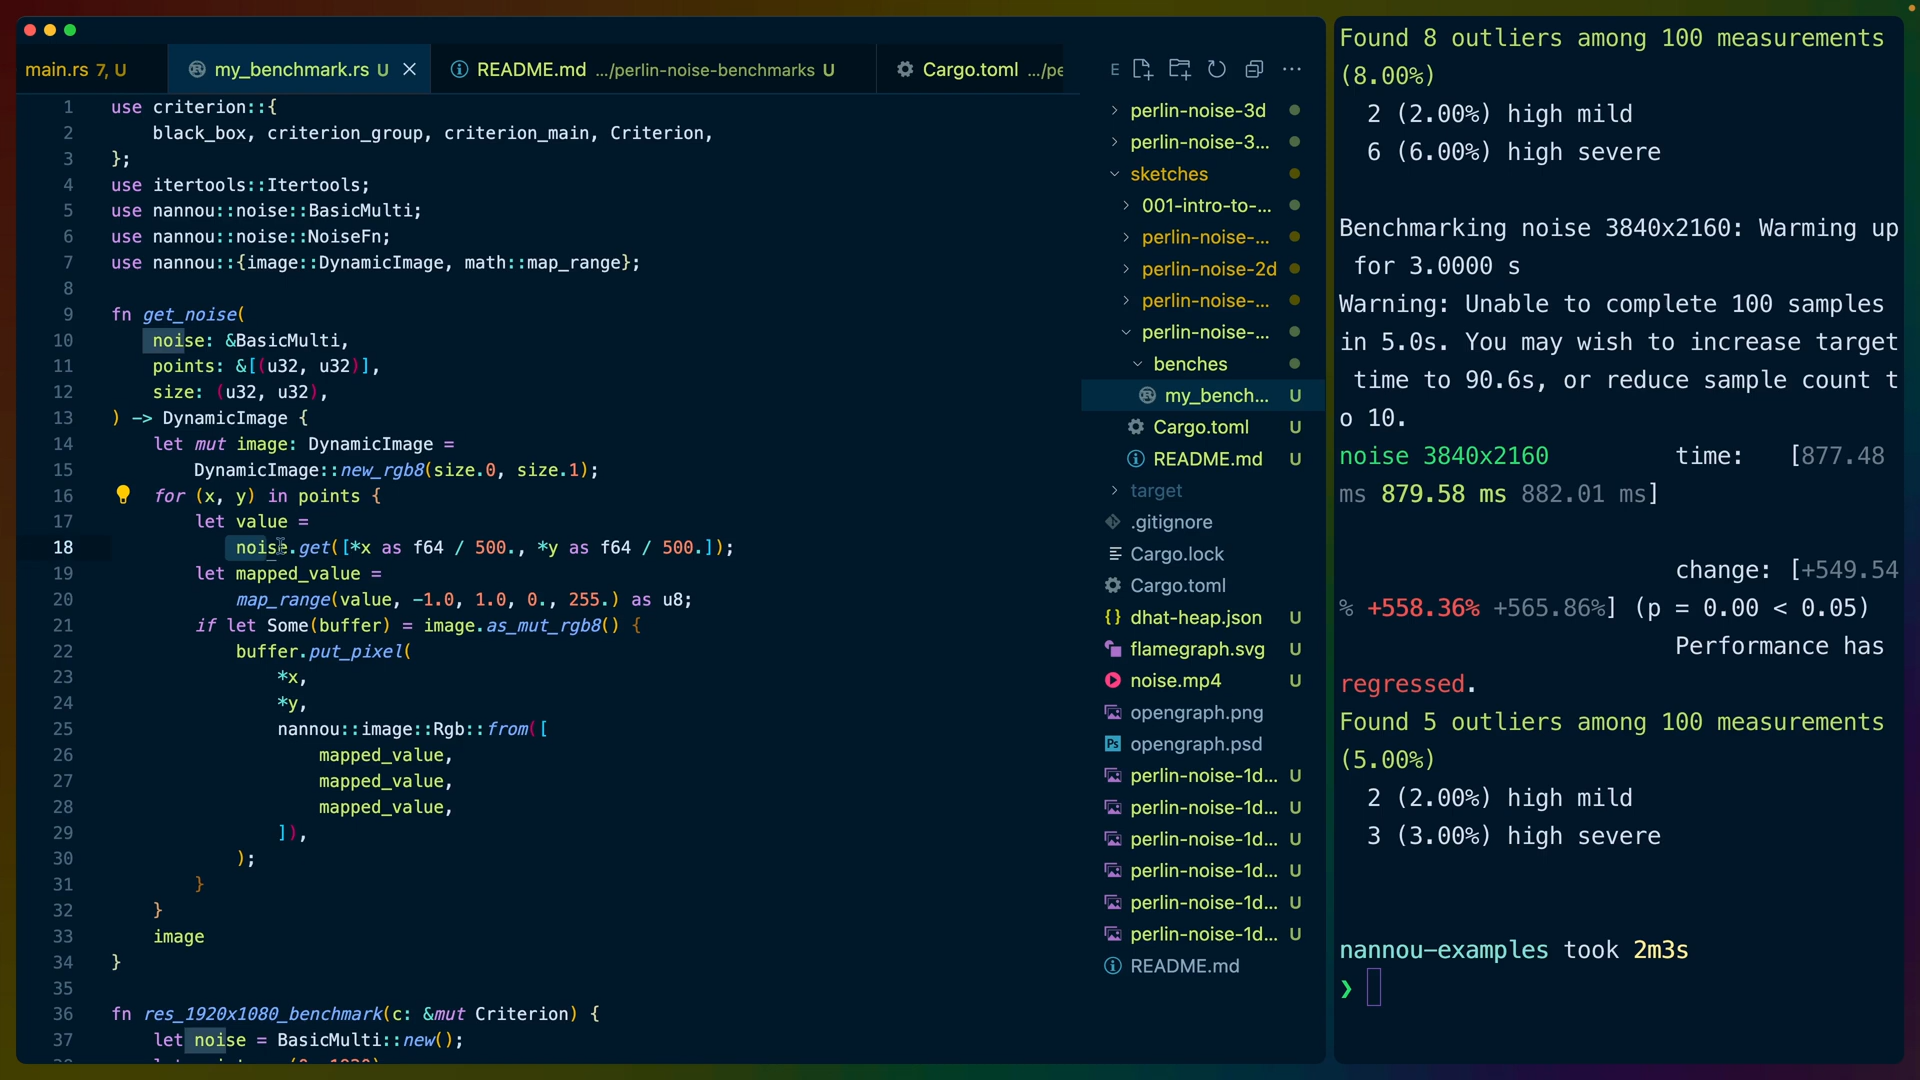 main.rs 7, U
my_benchmark.rs U
README.md .../perlin-noise-benchmarks U
Cargo.toml .../pe
1 use criterion::{
2 black_box, criterion_group, criterion_main, Criterion,
3 };
4 use itertools::Itertools;
5 use nannou::noise::BasicMulti;
6 use nannou::noise::NoiseFn;
7 use nannou::{image::DynamicImage, math::map_range};
8
9 fn get_noise(
10 noise: &BasicMulti,
11 points: &[(u32, u32)],
12 size: (u32, u32),
13 ) -> DynamicImage {
14 let mut image: DynamicImage =
15 DynamicImage::new_rgb8(size.0, size.1);
16 for (x, y) in points {
17 let value =
18 noise.get([*x as f64 / 500., *y as f64 / 500.]);
19 let mapped_value =
20 map_range(value, -1.0, 1.0, 0., 255.) as u8;
21 if let Some(buffer) = image.as_mut_rgb8() {
22 buffer.put_pixel(
23 *x,
24 *y,
25 nannou::image::Rgb::from([
26 mapped_value,
27 mapped_value,
28 mapped_value,
29 ]),
30 );
31 }
32 }
33 image
34 }
35
36 fn res_1920x1080_benchmark(c: &mut Criterion) {
37 let noise = BasicMulti::new();
E
perlin-noise-3d
perlin-noise-3...
sketches
001-intro-to-...
perlin-noise-...
perlin-noise-2d
perlin-noise-...
perlin-noise-...
benches
my_bench... U
Cargo.toml U
README.md U
target
.gitignore
Cargo.lock
Cargo.toml
dhat-heap.json U
flamegraph.svg U
noise.mp4 U
opengraph.png
Ps opengraph.psd
perlin-noise-1d... U
perlin-noise-1d... U
perlin-noise-1d... U
perlin-noise-1d... U
perlin-noise-1d... U
perlin-noise-1d... U
README.md
Found 8 outliers among 100 measurements
(8.00%)
2 (2.00%) high mild
6 (6.00%) high severe
Benchmarking noise 3840x2160: Warming up
for 3.0000 s
Warning: Unable to complete 100 samples
in 5.0s. You may wish to increase target
time to 90.6s, or reduce sample count t
o 10.
noise 3840x2160 time: [877.48
ms 879.58 ms 882.01 ms]
change: [+549.54
% +558.36% +565.86%] (p = 0.00 < 0.05)
Performance has
regressed.
Found 5 outliers among 100 measurements
(5.00%)
2 (2.00%) high mild
3 (3.00%) high severe
nannou-examples took 2m3s
❯